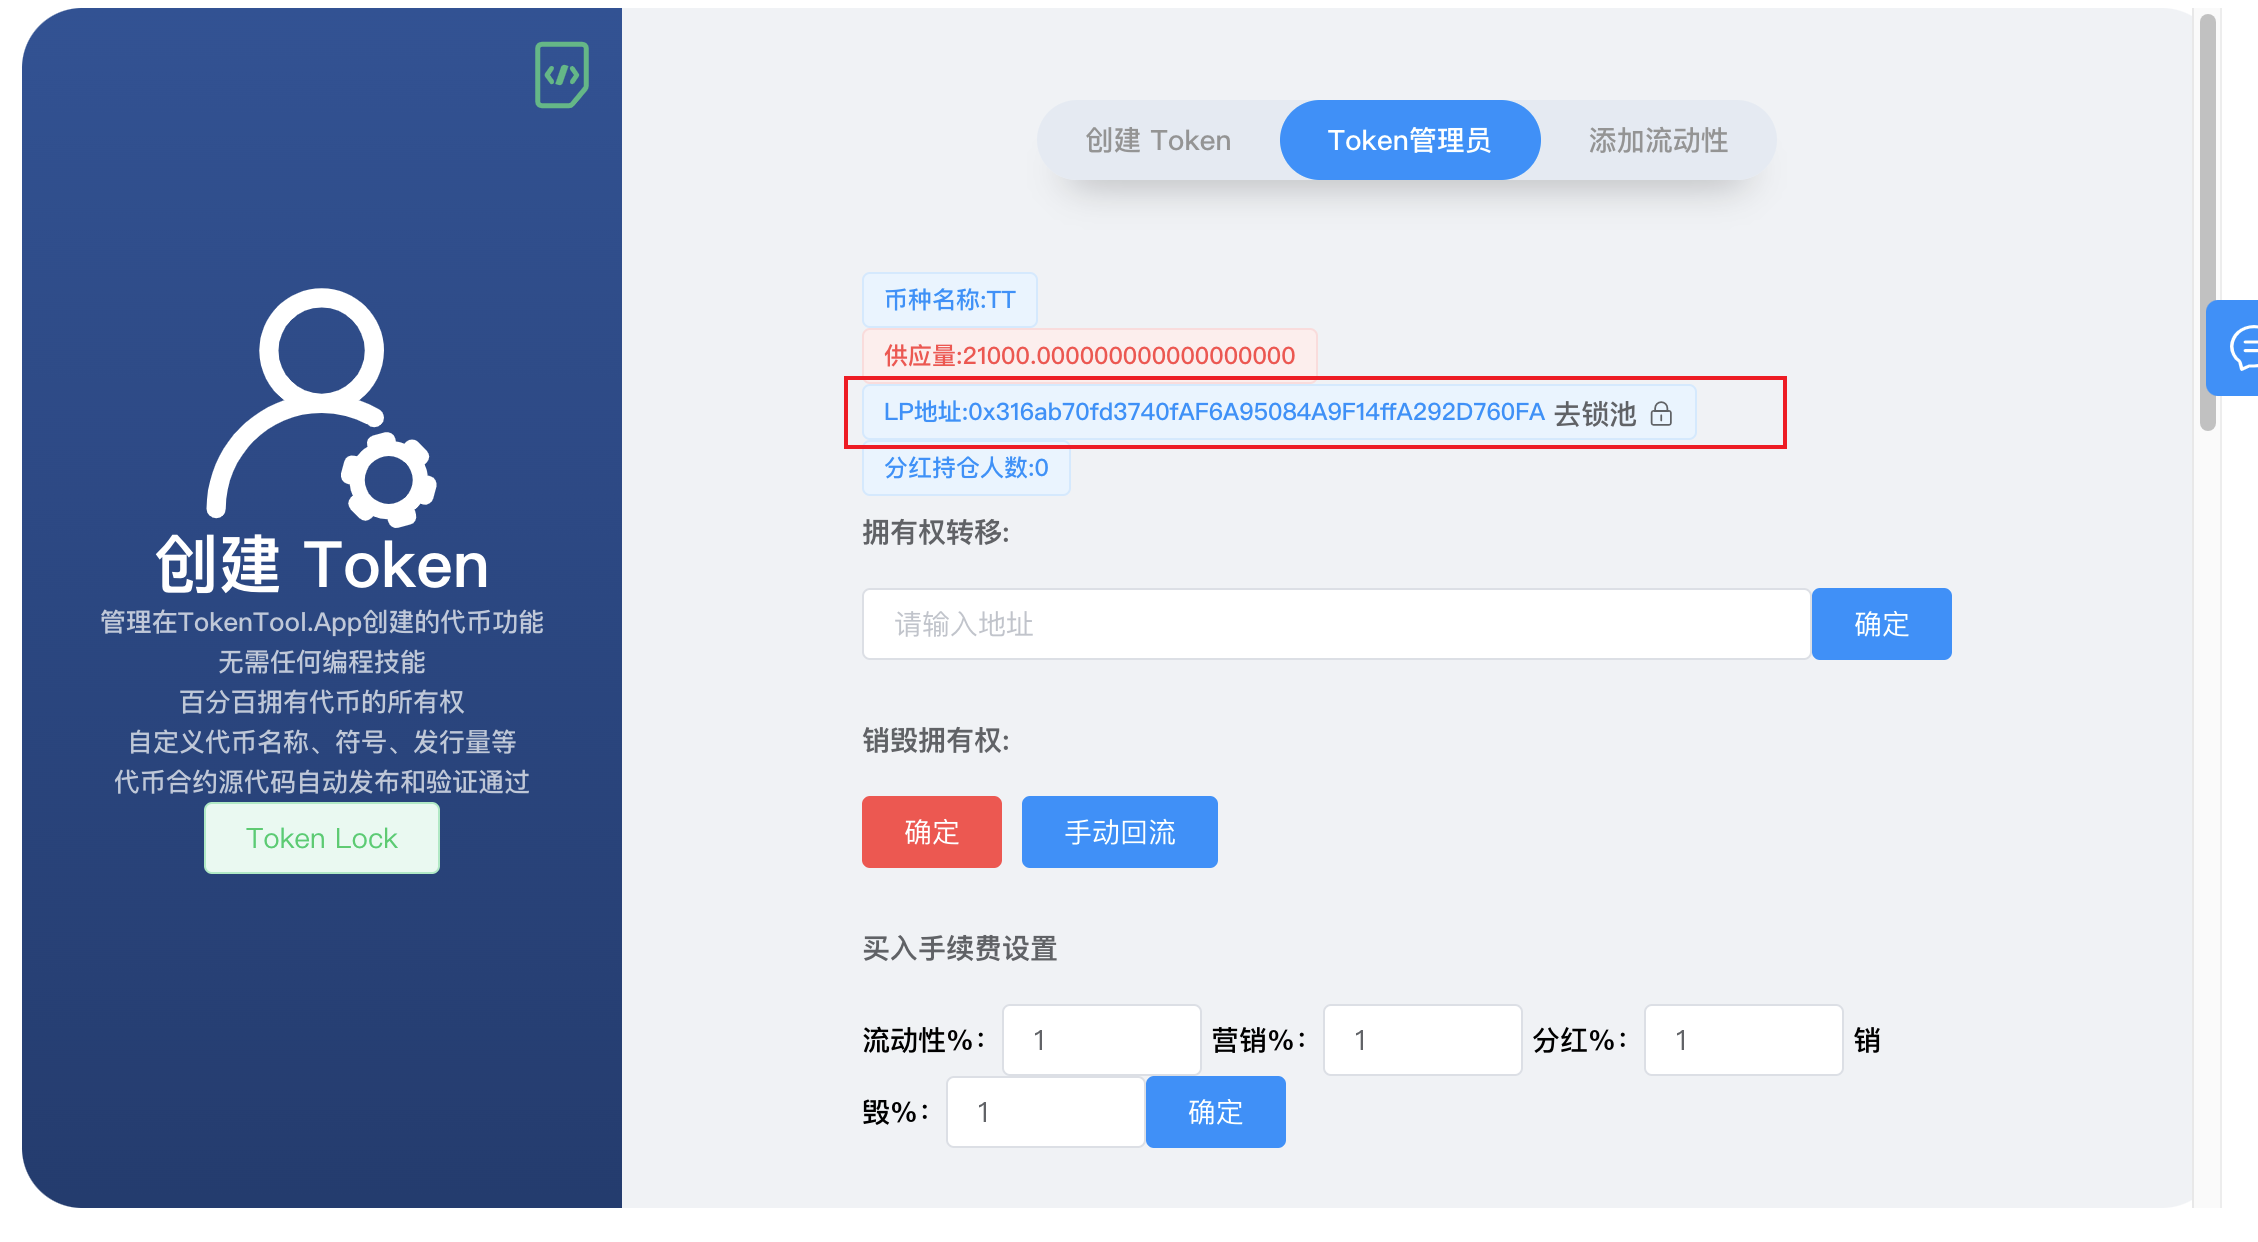 创建 Token
管理在TokenTool.App创建的代币功能
无需任何编程技能
百分百拥有代币的所有权
自定义代币名称、符号、发行量等
代币合约源代码自动发布和验证通过
Token Lock
创建 Token
Token管理员
添加流动性
币种名称:TT
供应量:21000.000000000000000000
LP地址:0x316ab70fd3740fAF6A95084A9F14ffA292D760FA 去锁池
分红持仓人数:0
拥有权转移:
请输入地址
确定
销毁拥有权:
确定
手动回流
买入手续费设置
流动性%: 1 营销%: 1 分红%: 1 销
毁%: 1 确定